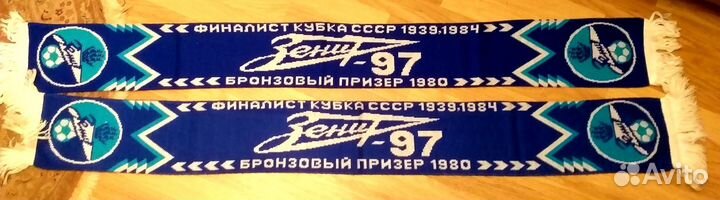 ФИНАЛИСТ КУБКА СССР 1939.1984
Зенит-97
БРОНЗОВЫЙ ПРИЗЕР 1980
ФИНАЛИСТ КУБКА СССР 1939.1984
Зенит-97
БРОНЗОВЫЙ ПРИЗЕР 1980
Avito